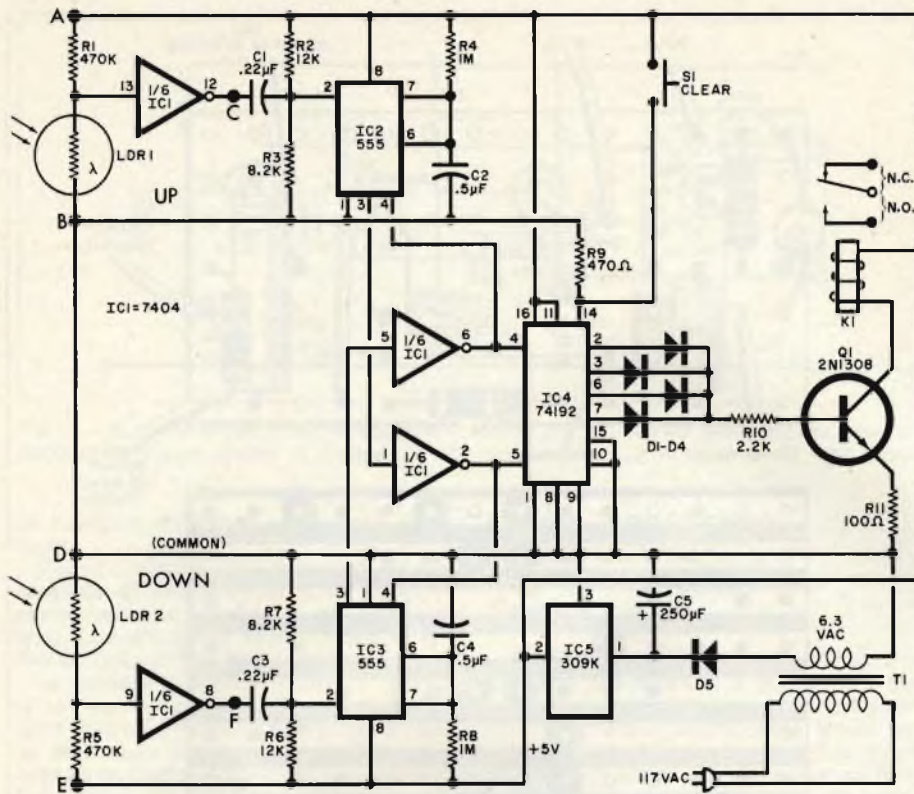 A
R1
470K
13
1/6
IC1
12
C
C1
.22µF
R2
12K
R3
8.2K
2
8
IC2
555
7
6
1
3
4
R4
1M
C2
.5µF
S1
CLEAR
LDR1
λ
UP
N.C.
N.O.
B
R9
470Ω
K1
IC1=7404
16
11
14
5
1/6
IC1
6
4
2
3
6
7
15
10
IC4
74192
1
1/6
IC1
2
5
1
8
9
D1-D4
R10
2.2K
Q1
2N1308
R11
100Ω
D
(COMMON)
DOWN
LDR 2
λ
R7
8.2K
3
1
4
IC3
555
6
7
2
8
C4
.5µF
3
2
IC5
309K
1
C5
+
250µF
D5
6.3
VAC
T1
9
1/6
IC1
8
F
C3
.22µF
R5
470K
R6
12K
R8
1M
+5V
117VAC
E